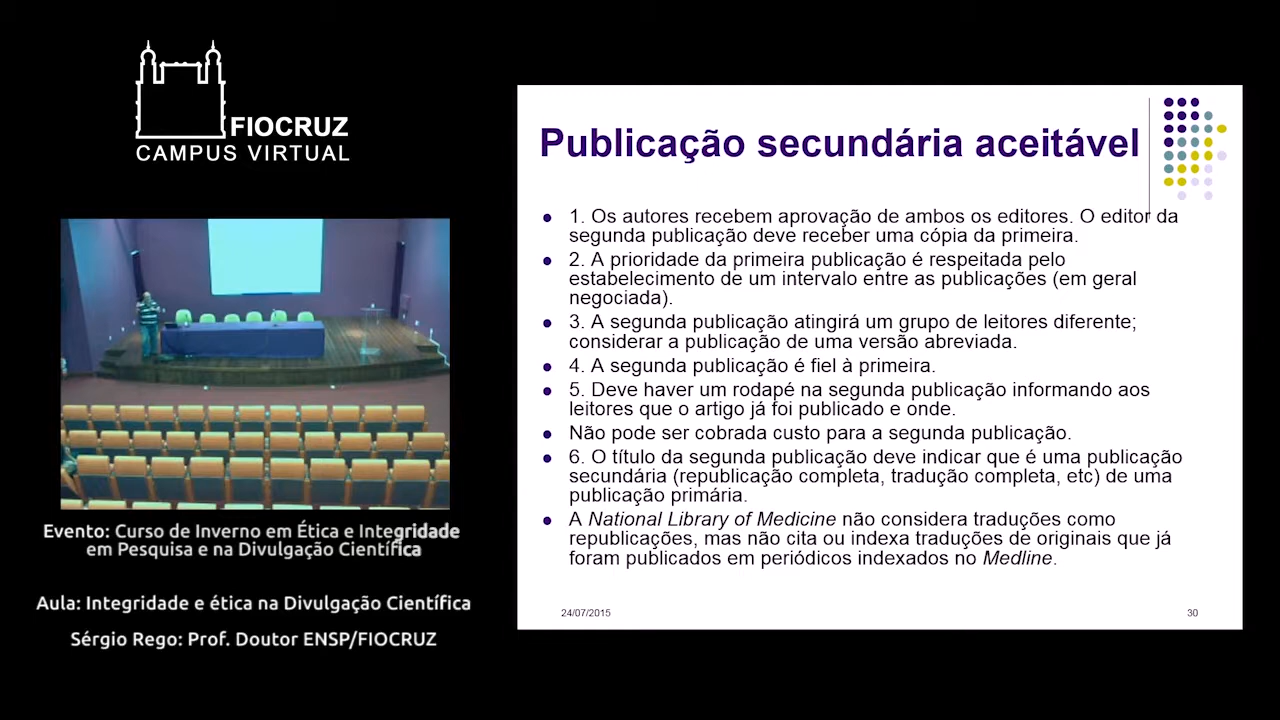 FIOCRUZ
CAMPUS VIRTUAL
Evento: Curso de Inverno em Ética e Integridade
em Pesquisa e na Divulgação Científica
Aula: Integridade e ética na Divulgação Científica
Sérgio Rego: Prof. Doutor ENSP/FIOCRUZ
Publicação secundária aceitável
1. Os autores recebem aprovação de ambos os editores. O editor da
segunda publicação deve receber uma cópia da primeira.
2. A prioridade da primeira publicação é respeitada pelo
estabelecimento de um intervalo entre as publicações (em geral
negociada).
3. A segunda publicação atingirá um grupo de leitores diferente;
considerar a publicação de uma versão abreviada.
4. A segunda publicação é fiel à primeira.
5. Deve haver um rodapé na segunda publicação informando aos
leitores que o artigo já foi publicado e onde.
Não pode ser cobrada custo para a segunda publicação.
6. O título da segunda publicação deve indicar que é uma publicação
secundária (republicação completa, tradução completa, etc) de uma
publicação primária.
A National Library of Medicine não considera traduções como
republicações, mas não cita ou indexa traduções de originais que já
foram publicados em periódicos indexados no Medline.
24/07/2015
30